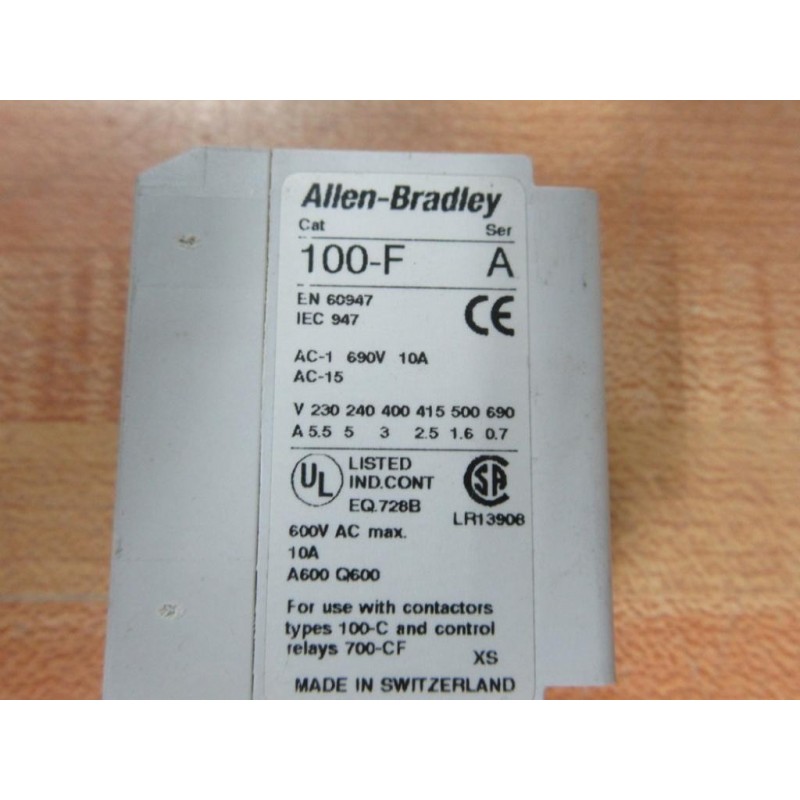 Allen-Bradley
Cat Ser
100-F A
EN 60947
IEC 947
CE
AC-1 690V 10A
AC-15
V 230 240 400 415 500 690
A 5.5 5 3 2.5 1.6 0.7
UL LISTED
IND.CONT
EQ.728B
SA
LR13908
600V AC max.
10A
A600 Q600
For use with contactors
types 100-C and control
relays 700-CF
XS
MADE IN SWITZERLAND